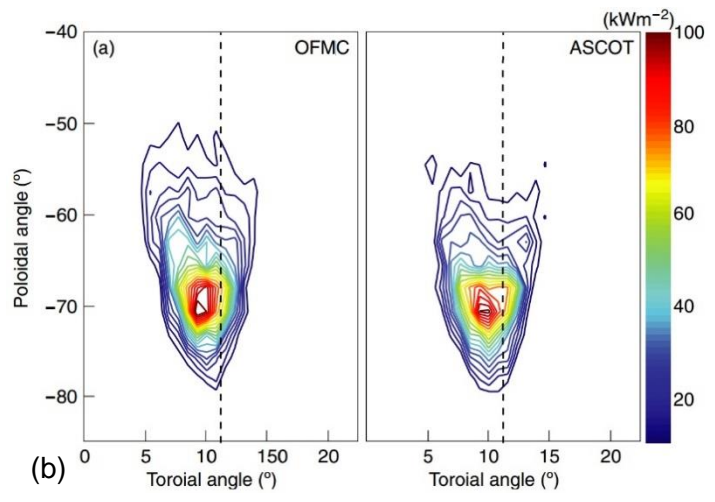 (kWm−2)
(a) OFMC
ASCOT
−40
−50
−60
−70
−80
Poloidal angle (°)
0 5 10 150 20
Toroial angle (°)
5 10 15 20
Toroidal angle (°)
100
80
60
40
20
(b)